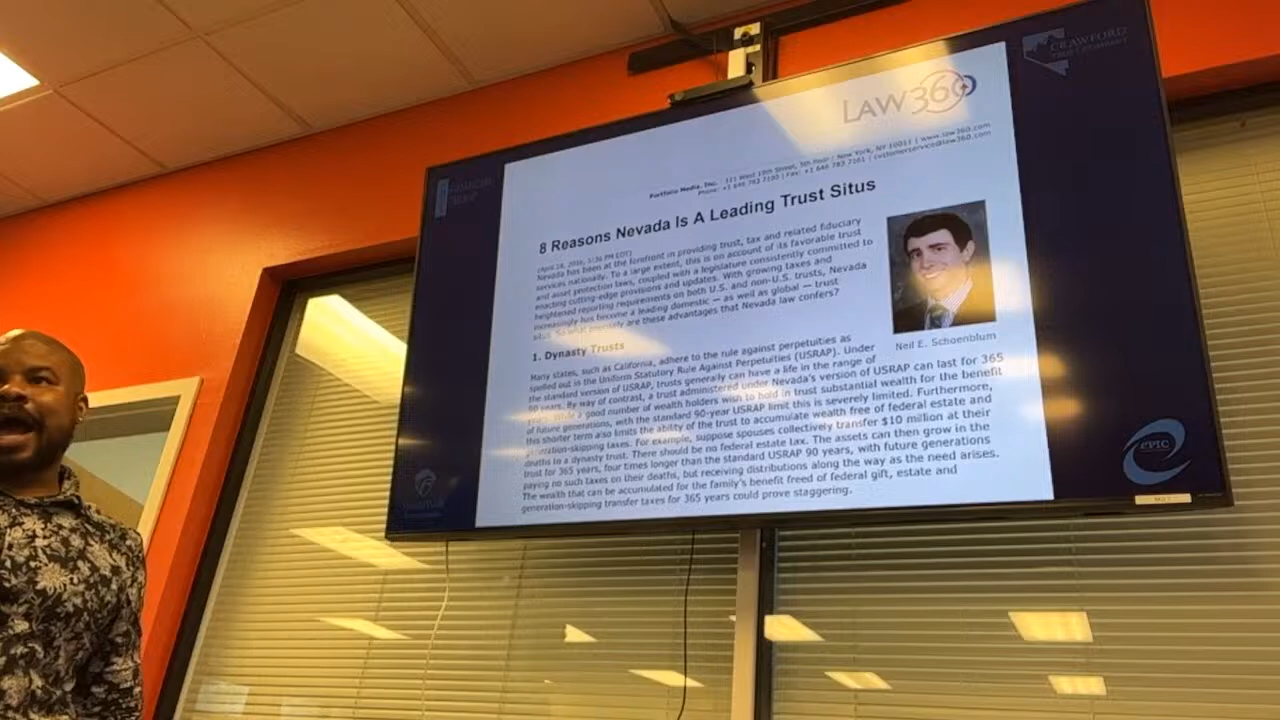 LAW360
CRAWFORD
TRUST COMPANY
FINANCIAL
Portfolio Media, Inc. | 111 West 19th Street, 5th floor | New York, NY 10011 | www.law360.com
Phone: +1 646 783 7100 | Fax: +1 646 783 7161 | customerservice@law360.com
8 Reasons Nevada Is A Leading Trust Situs
EDT)
Nevada has been at the forefront in providing trust, tax and related fiduciary
services nationally. To a large extent, this is on account of its favorable trust
and asset protection laws, coupled with a legislature consistently committed to
enacting cutting-edge provisions and updates. With growing taxes and
heightened reporting requirements on both U.S. and non-U.S. trusts, Nevada
increasingly has become a leading domestic — as well as global — trust
situs. So what precisely are these advantages that Nevada law confers?
Neil E. Schoenblum
1. Dynasty Trusts
Many states, such as California, adhere to the rule against perpetuities as
spelled out in the Uniform Statutory Rule Against Perpetuities (USRAP). Under
the standard version of USRAP, trusts generally can have a life in the range of
90 years. By way of contrast, a trust administered under Nevada's version of USRAP can last for 365
years. While a good number of wealth holders wish to hold in trust substantial wealth for the benefit
of future generations, with the standard 90-year USRAP limit this is severely limited. Furthermore,
this shorter term also limits the ability of the trust to accumulate wealth free of federal estate and
generation-skipping taxes. For example, suppose spouses collectively transfer $10 million at their
deaths to a dynasty trust. There should be no federal estate tax. The assets can then grow in the
trust for 365 years, four times longer than the standard USRAP 90 years, with future generations
paying no such taxes on their deaths, but receiving distributions along the way as the need arises.
The wealth that can be accumulated for the family's benefit freed of federal gift, estate and
generation-skipping transfer taxes for 365 years could prove staggering.
ePIC